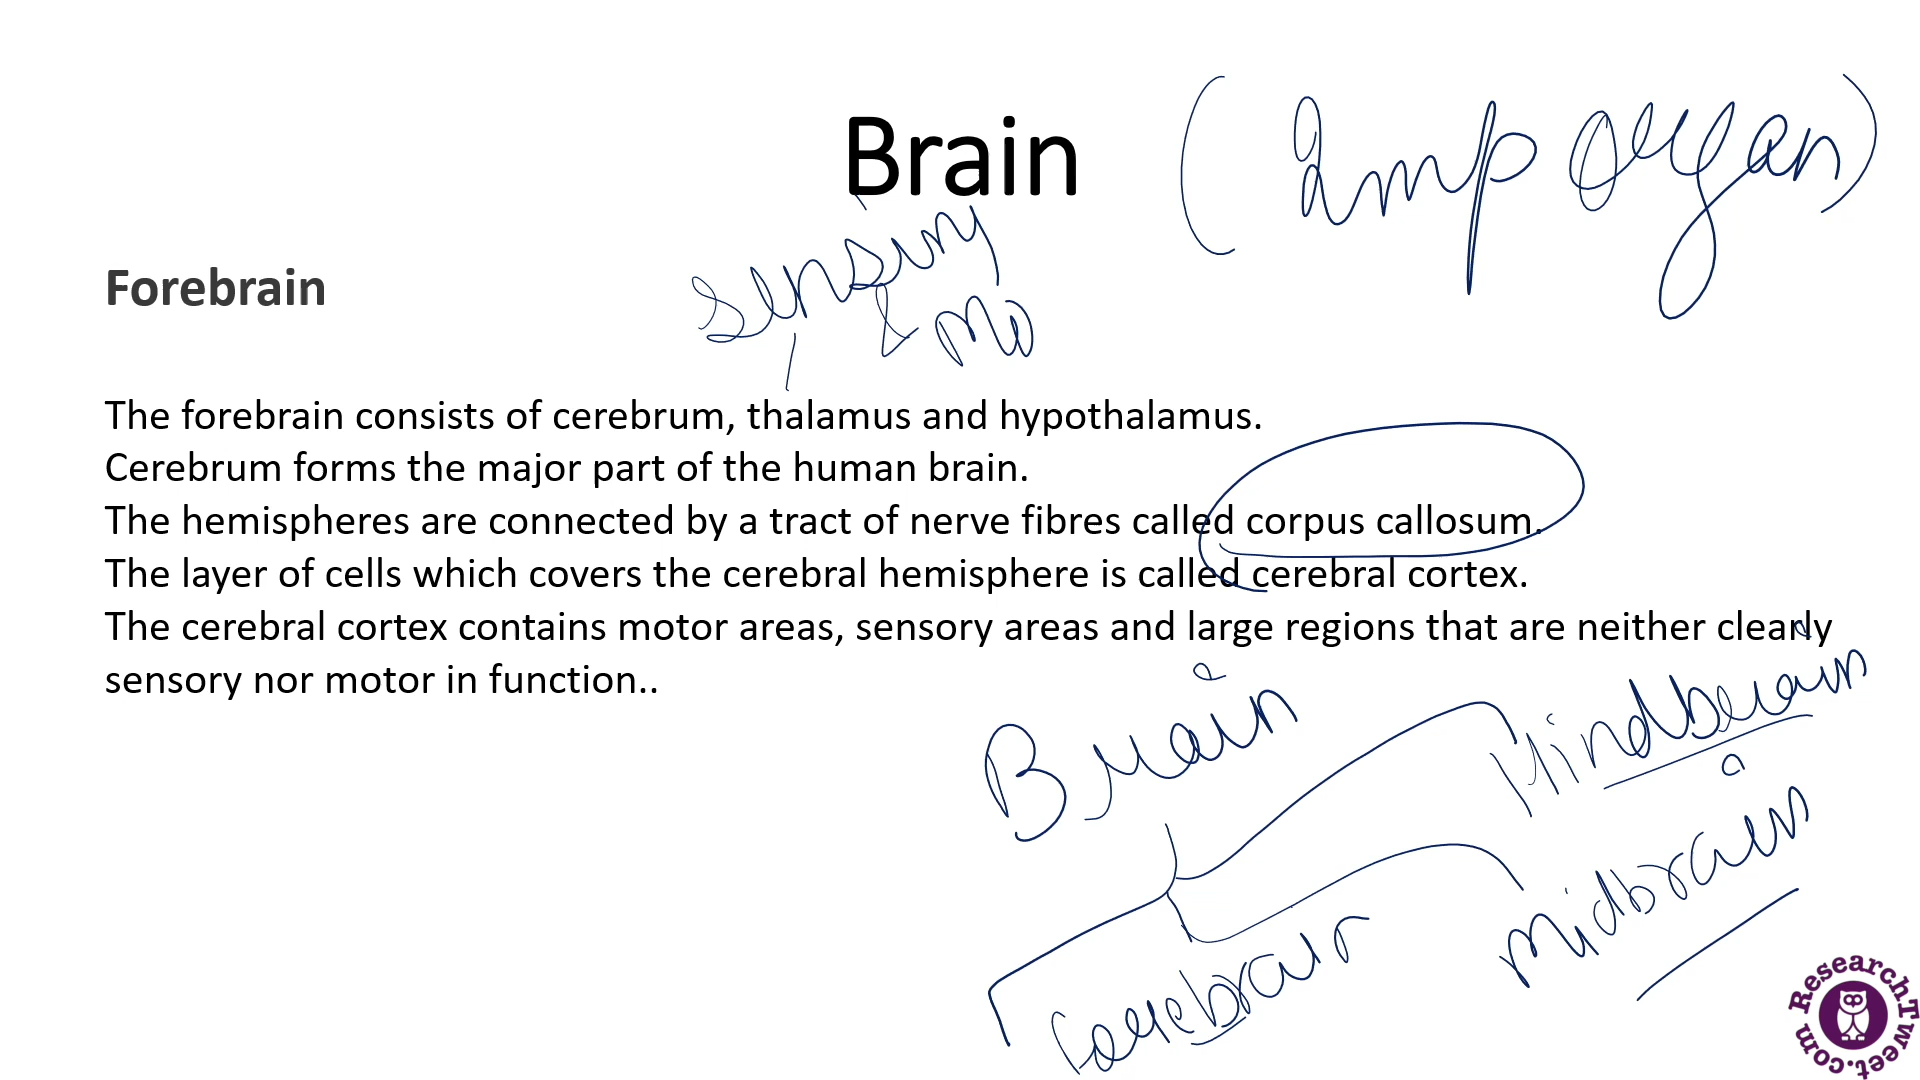 Brain
(Imp organ)
Forebrain
Sensory
& Mo
The forebrain consists of cerebrum, thalamus and hypothalamus.
Cerebrum forms the major part of the human brain.
The hemispheres are connected by a tract of nerve fibres called corpus callosum.
The layer of cells which covers the cerebral hemisphere is called cerebral cortex.
The cerebral cortex contains motor areas, sensory areas and large regions that are neither clearly
sensory nor motor in function..
Brain
Hindbrain
Midbrain
Forebrain
ResearchTweet.com